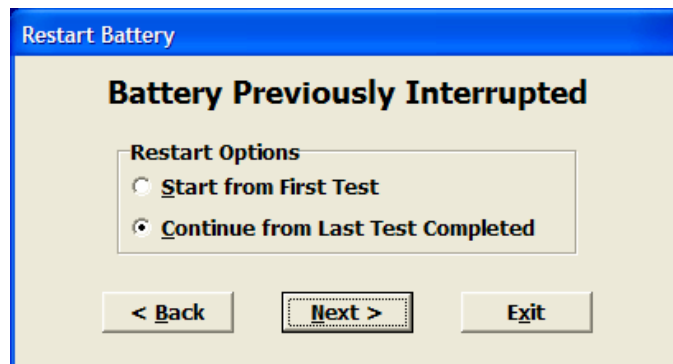 Restart Battery
Battery Previously Interrupted
Restart Options
Start from First Test
Continue from Last Test Completed
< Back Next > Exit